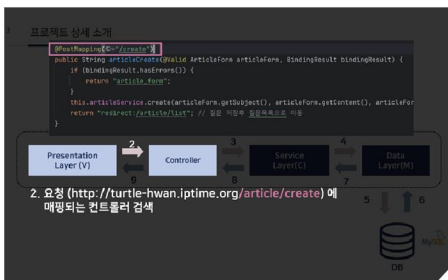 프로젝트 상세 소개
@PostMapping("/create")
public String articleCreate(@Valid ArticleForm articleForm, BindingResult bindingResult) {
if (bindingResult.hasErrors()) {
return "article_form";
}
this.articleService.create(articleForm.getSubject(), articleForm.getContent(), articleFor
return "redirect:/article/list"; // 질문 저장후 질문목록으로 이동
}
2 3 4
Presentation Layer (V) Controller Service Layer(C) Data Layer(M)
9 8 7
2. 요청 (http://turtle-hwan.iptime.org/article/create) 에
매핑되는 컨트롤러 검색
5 6
MySQL
DB